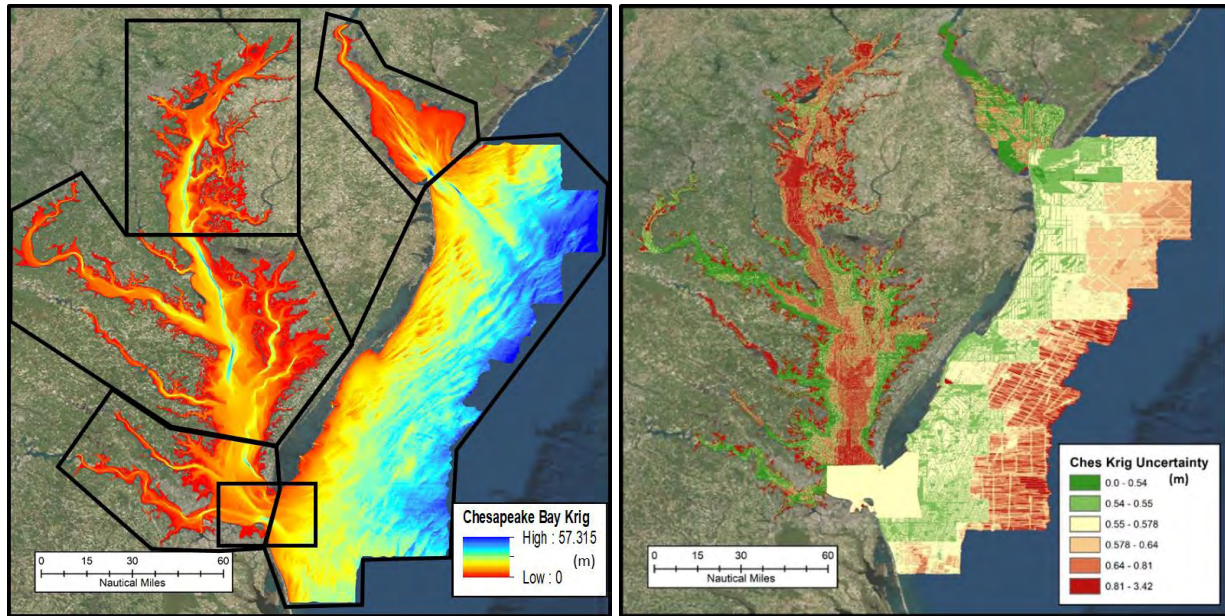 Chesapeake Bay Krig
High : 57.315
(m)
Low : 0
0 15 30 60
Nautical Miles
Ches Krig Uncertainty
(m)
0.0 - 0.54
0.54 - 0.55
0.55 - 0.578
0.578 - 0.64
0.64 - 0.81
0.81 - 3.42
0 15 30 60
Nautical Miles